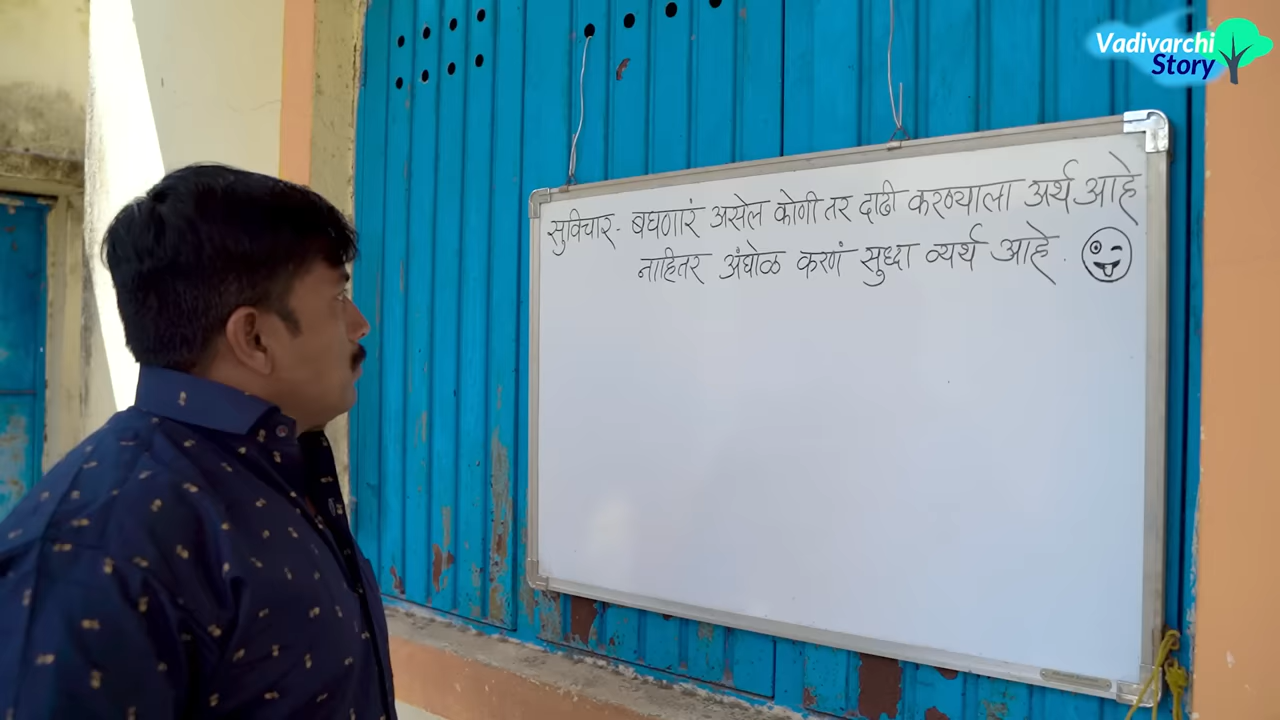 Vadivarchi
Story
सुविचार - बघणारं असेल कोणी तर दाढी करण्याला अर्थ आहे
नाहितर अंघोळ करणं सुध्दा व्यर्थ आहे .